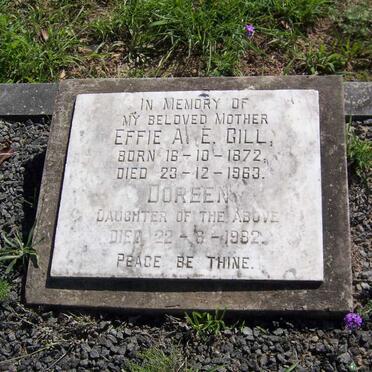 In Memory of
my beloved Mother
Effie A. E. Gill,
born 16-10-1872,
died 23-12-1963.
Doreen
Daughter of the Above
Died 22- -1982.
Peace be thine.